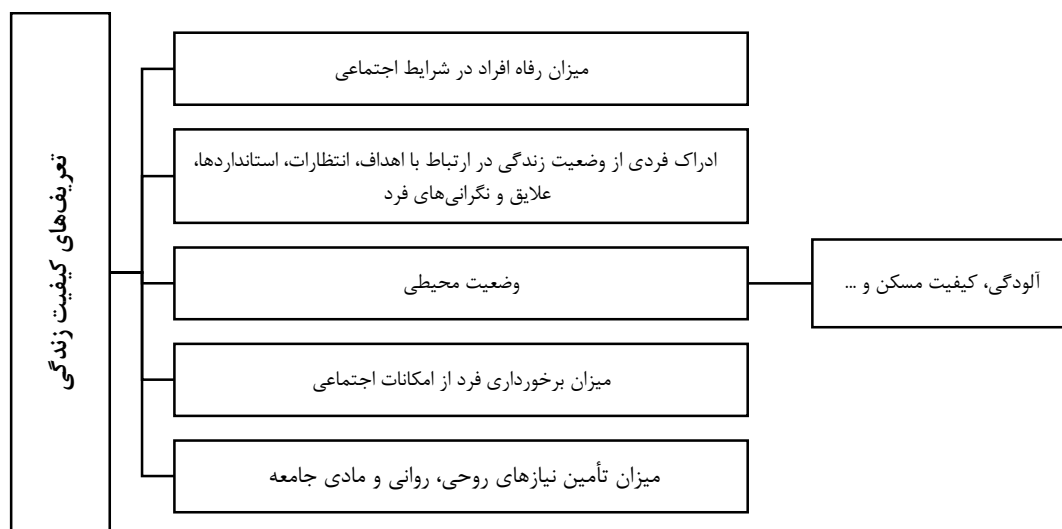 تعریف‌های کیفیت زندگی
میزان رفاه افراد در شرایط اجتماعی
ادراک فردی از وضعیت زندگی در ارتباط با اهداف، انتظارات، استانداردها،
علایق و نگرانی‌های فرد
وضعیت محیطی
آلودگی، کیفیت مسکن و ...
میزان برخورداری فرد از امکانات اجتماعی
میزان تأمین نیازهای روحی، روانی و مادی جامعه